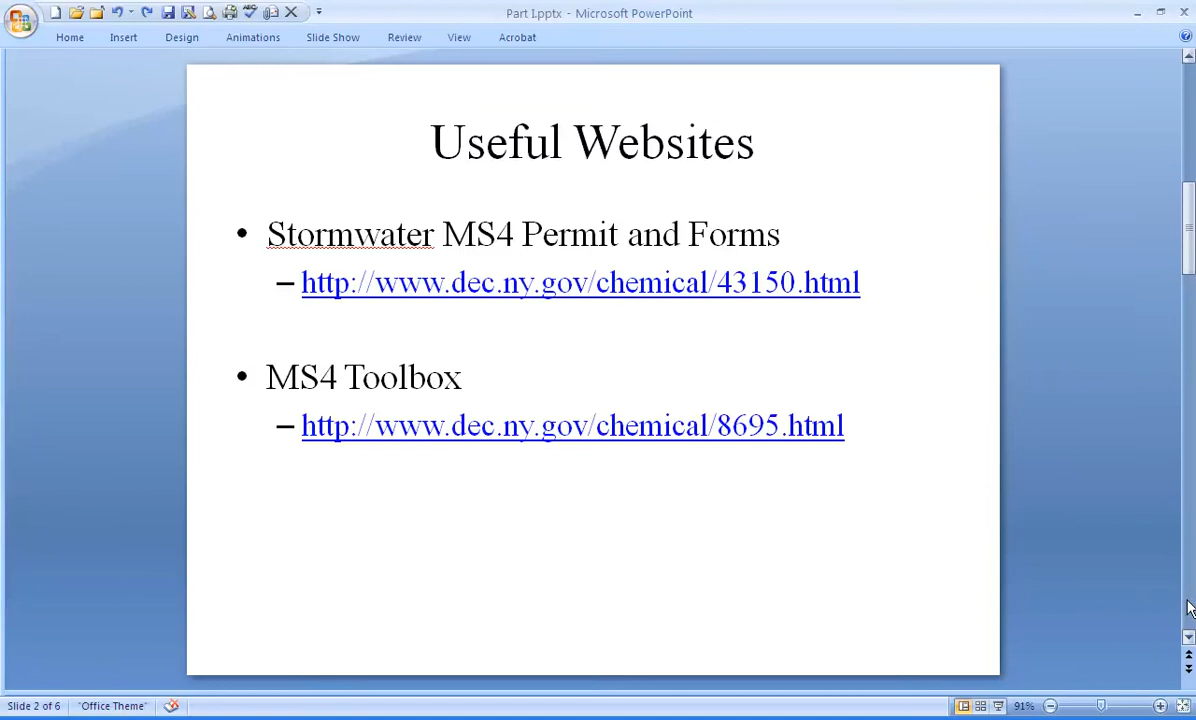 Part I.pptx - Microsoft PowerPoint
Home Insert Design Animations Slide Show Review View Acrobat
Useful Websites
• Stormwater MS4 Permit and Forms
– http://www.dec.ny.gov/chemical/43150.html
• MS4 Toolbox
– http://www.dec.ny.gov/chemical/8695.html
Slide 2 of 6 "Office Theme" 91%